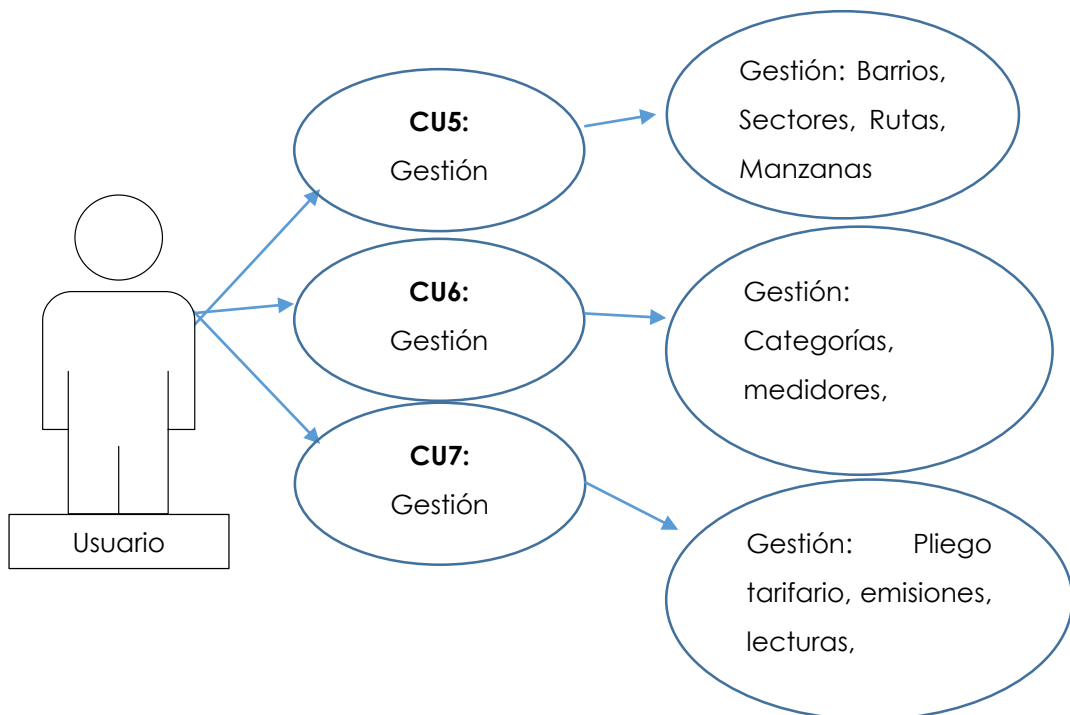 CU5:
Gestión
Gestión: Barrios,
Sectores, Rutas,
Manzanas
CU6:
Gestión
Gestión:
Categorías,
medidores,
CU7:
Gestión
Gestión: Pliego
tarifario, emisiones,
lecturas,
Usuario